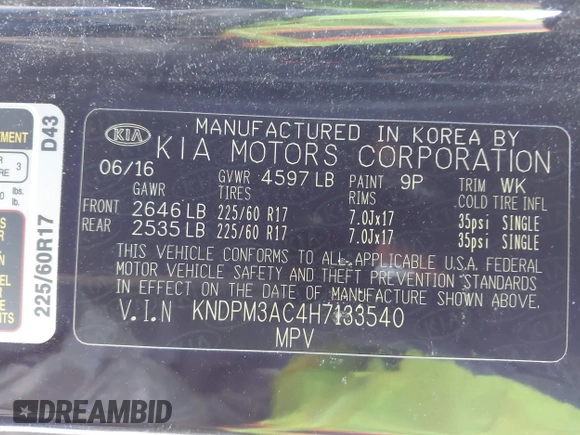 MANUFACTURED IN KOREA BY
KIA KIA MOTORS CORPORATION
06/16 GVWR 4597 LB PAINT 9P TRIM WK
GAWR TIRES RIMS COLD TIRE INFL
FRONT 2646 LB 225/60 R17 7.0Jx17 35psi SINGLE
REAR 2535 LB 225/60 R17 7.0Jx17 35psi SINGLE
THIS VEHICLE CONFORMS TO ALL APPLICABLE U.S.A. FEDERAL
MOTOR VEHICLE SAFETY AND THEFT PREVENTION STANDARDS
IN EFFECT ON THE DATE OF MANUFACTURE SHOWN ABOVE.
V.I.N KNDPM3AC4H7133540
MPV
225/60R17 D43
3
lbs.
DREAMBID